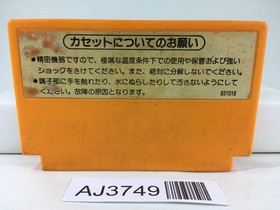 カセットについてのお願い
●精密機器ですので、極端な温度条件下での使用や保管および強い
ショックをさけてください。また、絶対に分解しないでください。
●端子部に手を触れたり、水にぬらしたりして汚さないようにして
ください。故障の原因となります。
831018
AJ3749